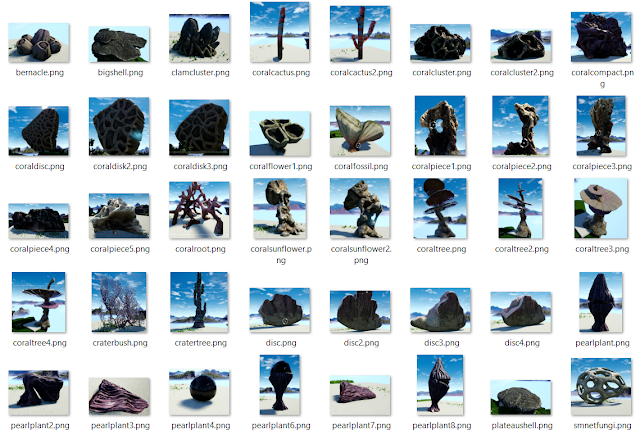 bernacle.png
bigshell.png
clamcluster.png
coralcactus.png
coralcactus2.png
coralcluster.png
coralcluster2.png
coralcompact.pn
g
coraldisc.png
coraldisk2.png
coraldisk3.png
coralflower1.png
coralfossil.png
coralpiece1.png
coralpiece2.png
coralpiece3.png
coralpiece4.png
coralpiece5.png
coralroot.png
coralsunflower.p
ng
coralsunflower2.
png
coraltree.png
coraltree2.png
coraltree3.png
coraltree4.png
craterbush.png
cratertree.png
disc.png
disc2.png
disc3.png
disc4.png
pearlplant.png
pearlplant2.png
pearlplant3.png
pearlplant4.png
pearlplant6.png
pearlplant7.png
pearlplant8.png
plateaushell.png
smnetfungi.png